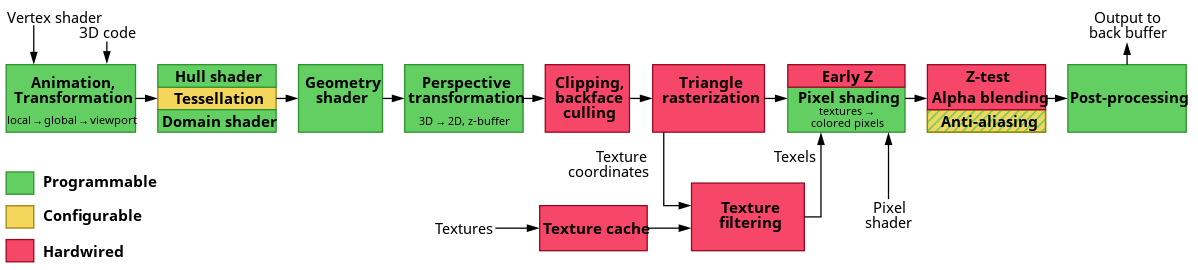 Vertex shader
3D code
Output to
back buffer
Animation,
Transformation
local→global→viewport
Hull shader
Tessellation
Domain shader
Geometry
shader
Perspective
transformation
3D → 2D, z-buffer
Clipping,
backface
culling
Triangle
rasterization
Early Z
Pixel shading
textures →
colored pixels
Z-test
Alpha blending
Anti-aliasing
Post-processing
Texture
coordinates
Texels
Programmable
Configurable
Hardwired
Textures
Texture cache
Texture
filtering
Pixel
shader